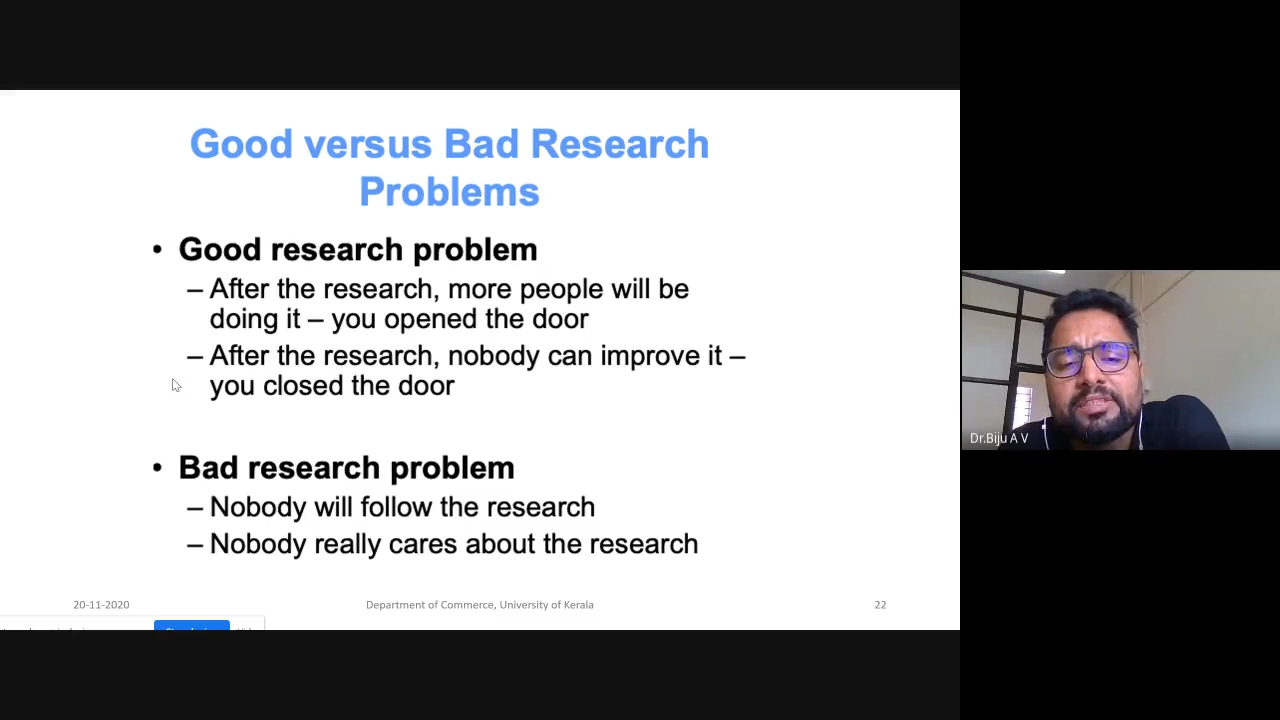 Good versus Bad Research
Problems
• Good research problem
– After the research, more people will be
doing it – you opened the door
– After the research, nobody can improve it –
you closed the door
• Bad research problem
– Nobody will follow the research
– Nobody really cares about the research
20-11-2020
Department of Commerce, University of Kerala
22
Dr.Biju A V